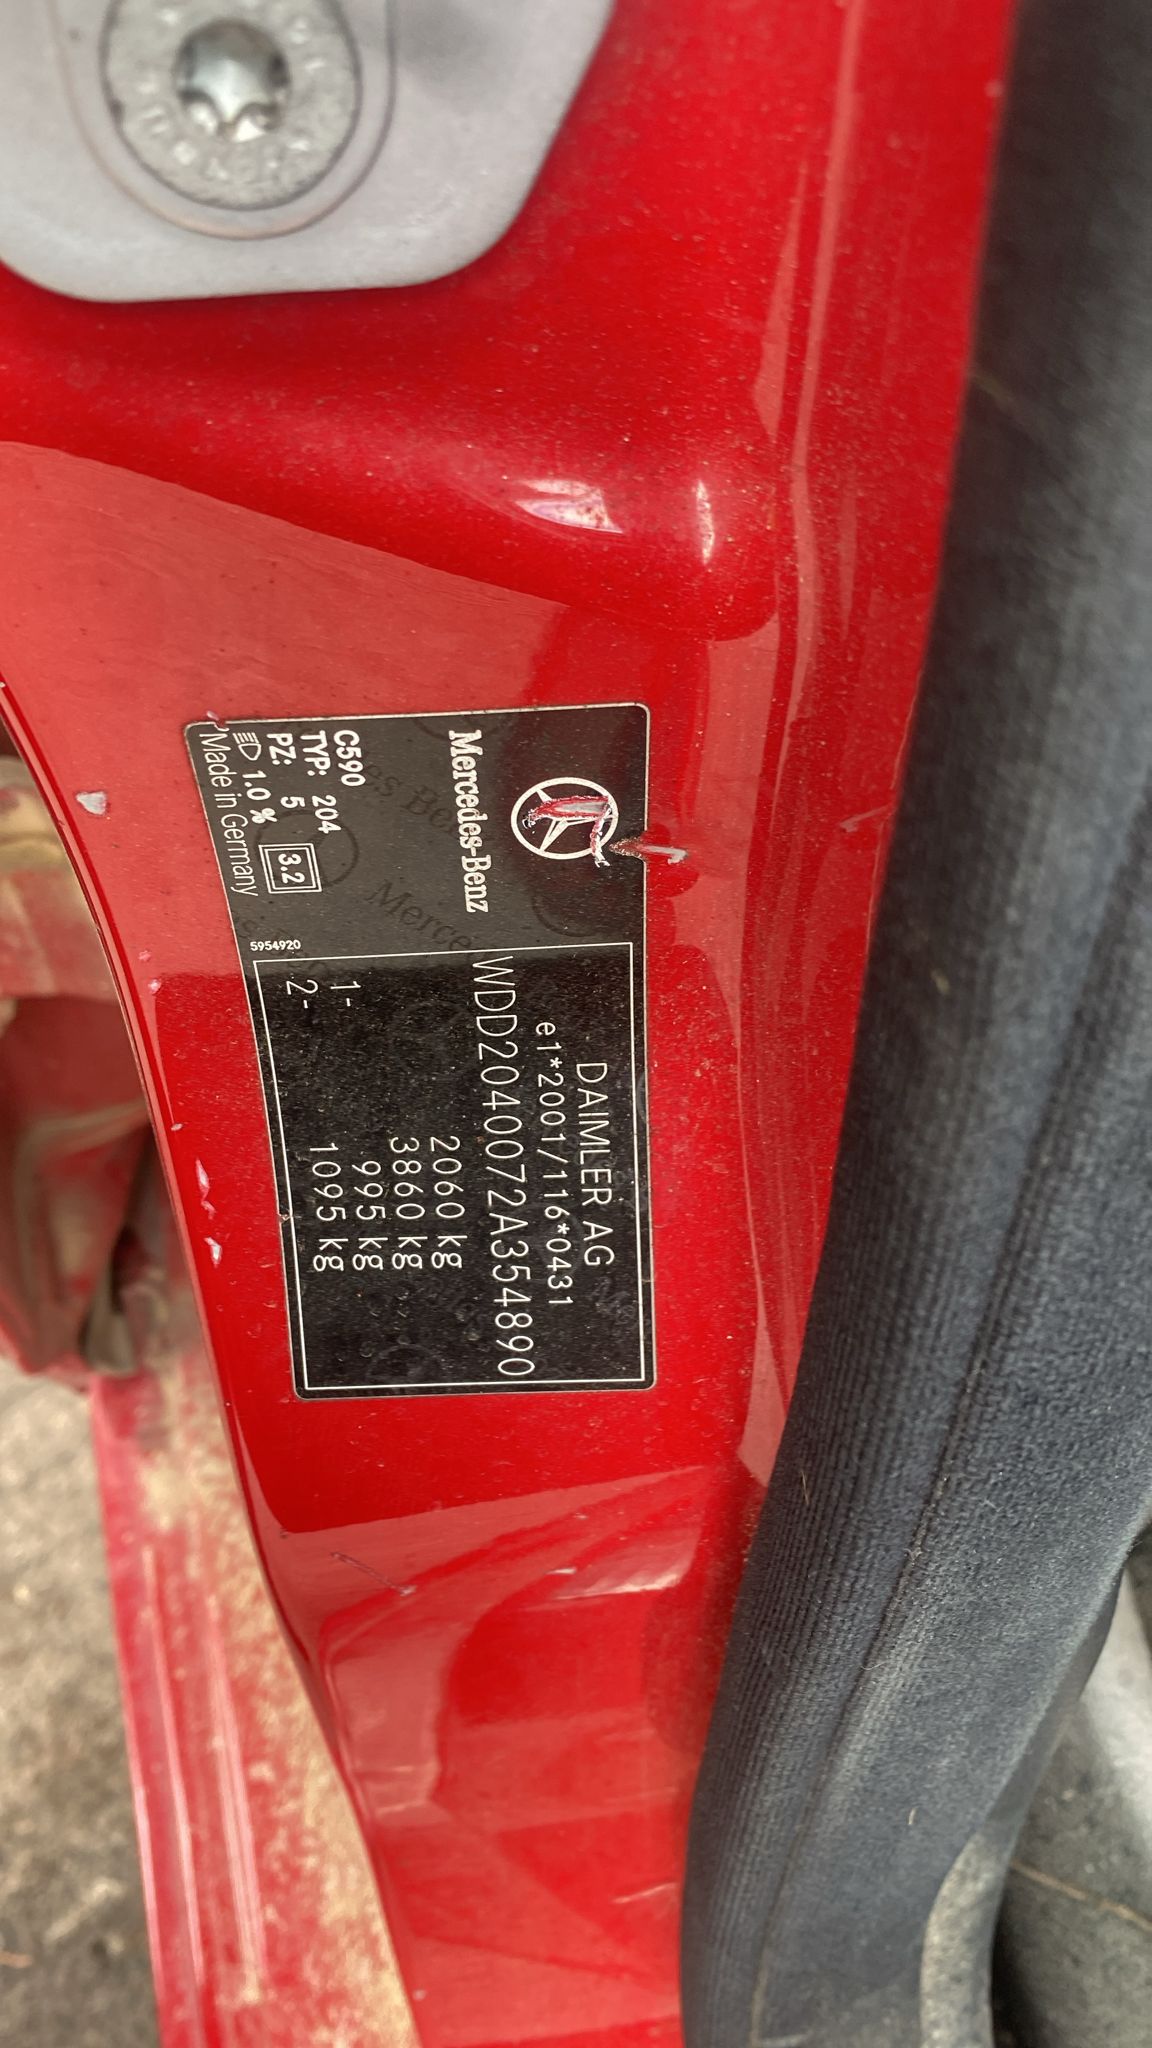 DAIMLER AG
e1*2001/116*0431
WDD2040072A354890
2060 kg
3860 kg
1- 995 kg
2- 1095 kg
Mercedes-Benz
C590
TYP: 204
PZ: 5
3.2
1.0 %
Made in Germany
5954920